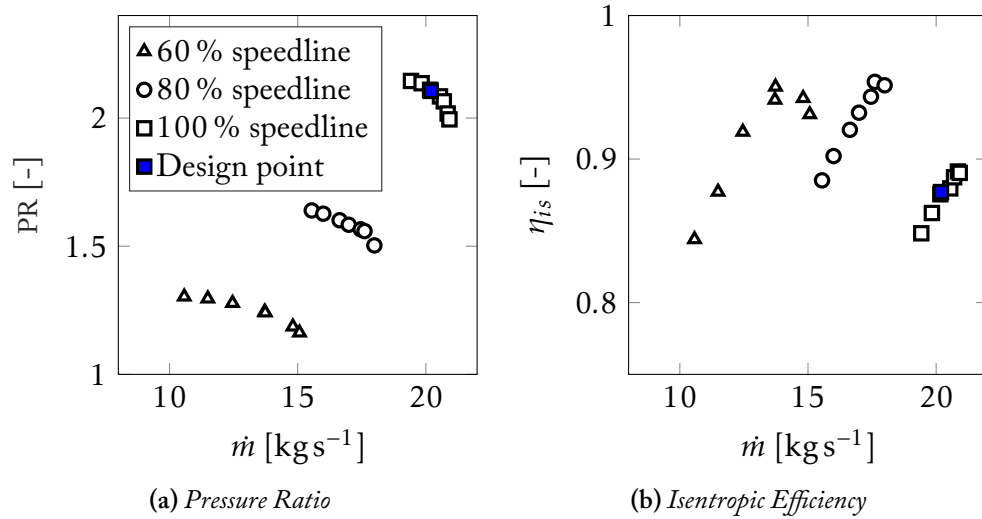 60 % speedline
80 % speedline
100 % speedline
Design point
2
1.5
1
PR [-]
10 15 20
ṁ [kg s⁻¹]
(a) Pressure Ratio
1
0.9
0.8
η_is [-]
10 15 20
ṁ [kg s⁻¹]
(b) Isentropic Efficiency